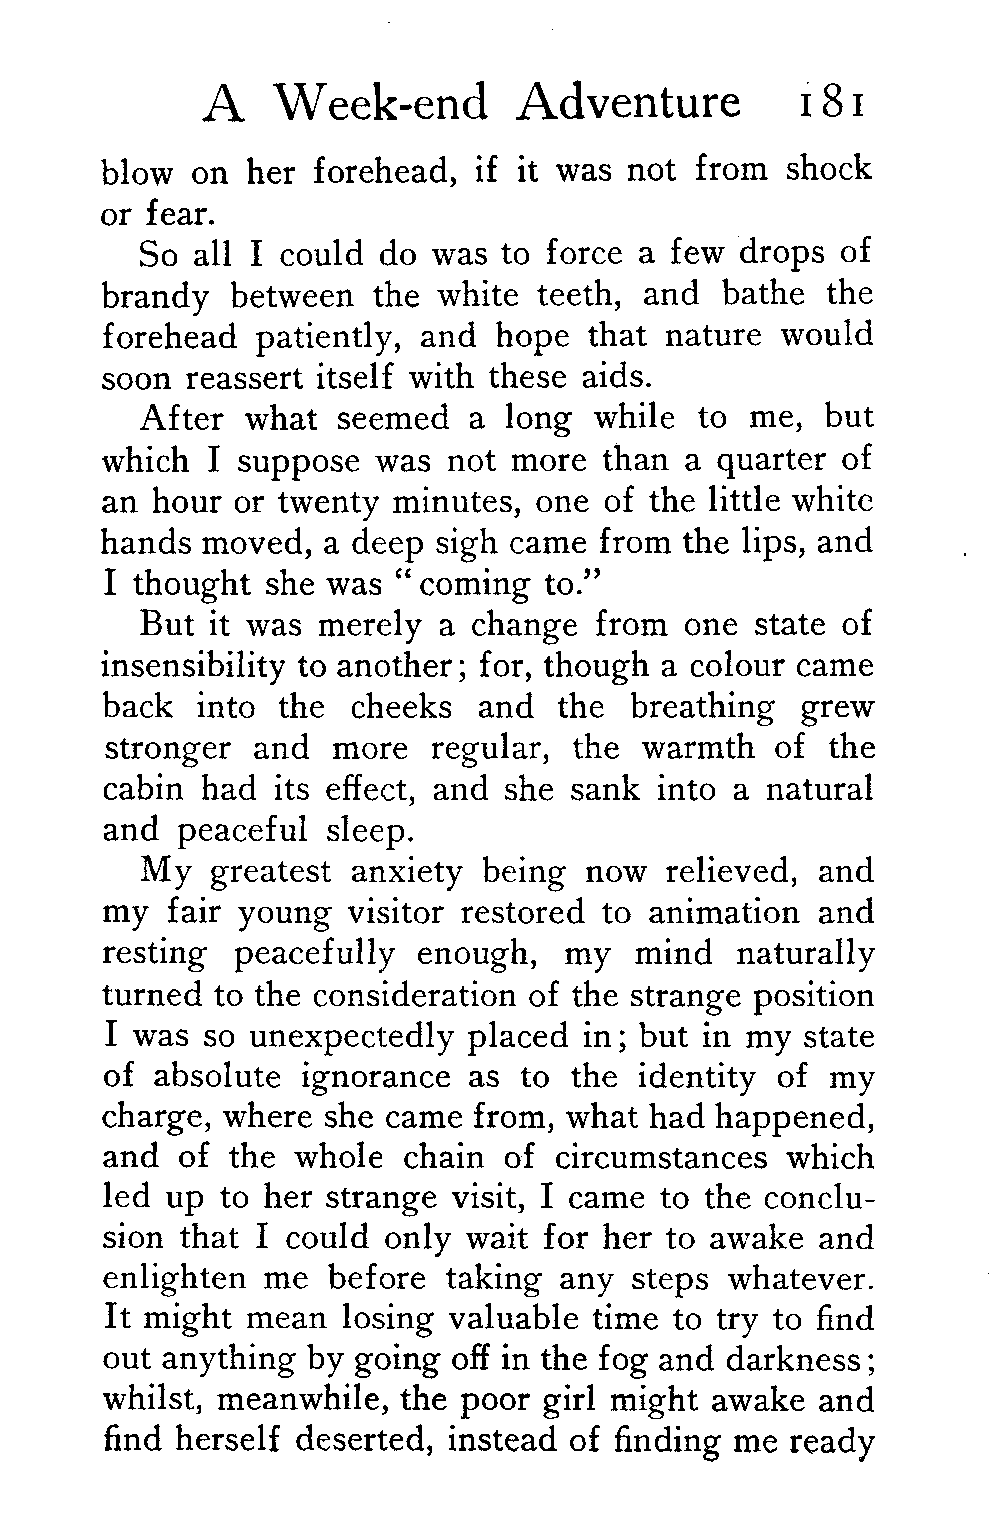 A Week-end Adventure 181
blow on her forehead, if it was not from shock
or fear.
So all I could do was to force a few drops of
brandy between the white teeth, and bathe the
forehead patiently, and hope that nature would
soon reassert itself with these aids.
After what seemed a long while to me, but
which I suppose was not more than a quarter of
an hour or twenty minutes, one of the little white
hands moved, a deep sigh came from the lips, and
I thought she was “coming to.”
But it was merely a change from one state of
insensibility to another; for, though a colour came
back into the cheeks and the breathing grew
stronger and more regular, the warmth of the
cabin had its effect, and she sank into a natural
and peaceful sleep.
My greatest anxiety being now relieved, and
my fair young visitor restored to animation and
resting peacefully enough, my mind naturally
turned to the consideration of the strange position
I was so unexpectedly placed in; but in my state
of absolute ignorance as to the identity of my
charge, where she came from, what had happened,
and of the whole chain of circumstances which
led up to her strange visit, I came to the conclu-
sion that I could only wait for her to awake and
enlighten me before taking any steps whatever.
It might mean losing valuable time to try to find
out anything by going off in the fog and darkness;
whilst, meanwhile, the poor girl might awake and
find herself deserted, instead of finding me ready